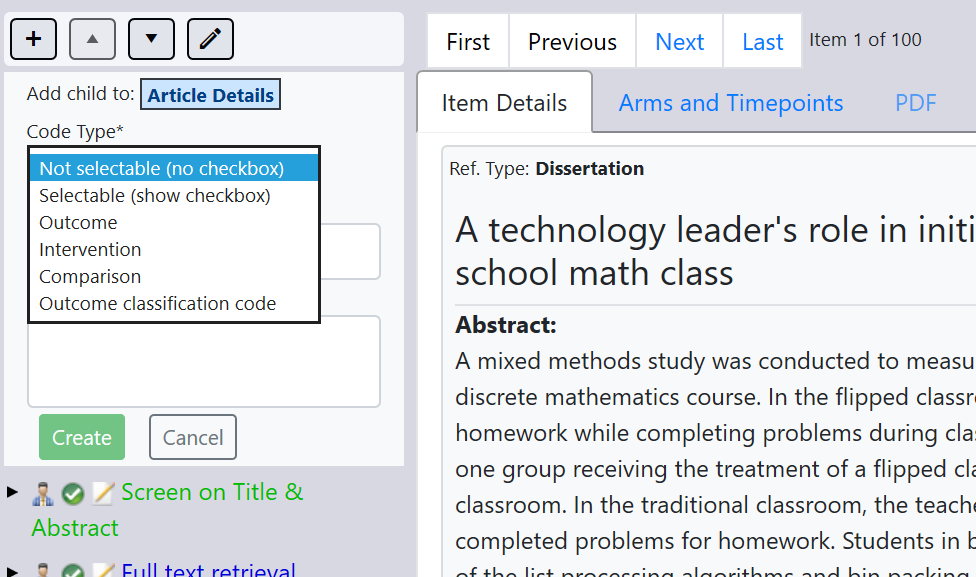 Add child to: Article Details
Code Type*
Not selectable (no checkbox)
Selectable (show checkbox)
Outcome
Intervention
Comparison
Outcome classification code
Create Cancel
Screen on Title &
Abstract
Full text retrieval
First Previous Next Last Item 1 of 100
Item Details Arms and Timepoints PDF
Ref. Type: Dissertation
A technology leader's role in initi
school math class
Abstract:
A mixed methods study was conducted to measu
discrete mathematics course. In the flipped classr
homework while completing problems during clas
one group receiving the treatment of a flipped cla
classroom. In the traditional classroom, the teache
completed problems for homework. Students in b
of the list processing algorithms and bin packing